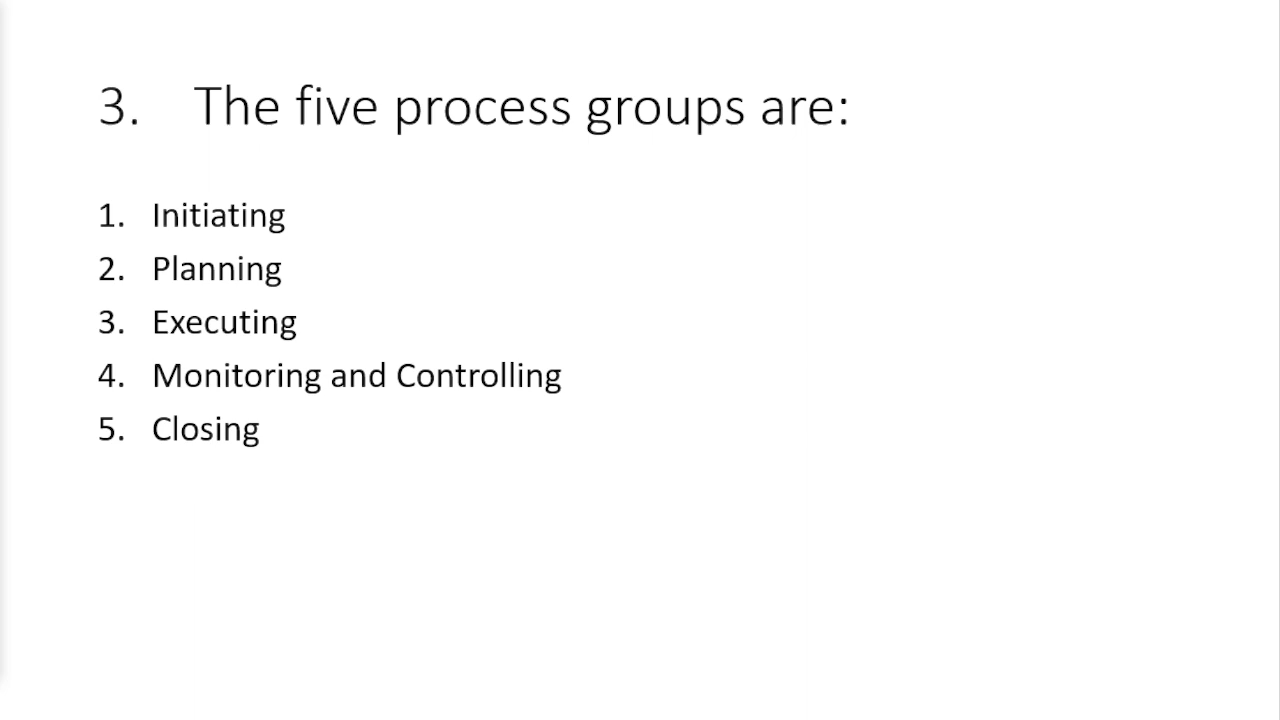 3. The five process groups are:
1. Initiating
2. Planning
3. Executing
4. Monitoring and Controlling
5. Closing